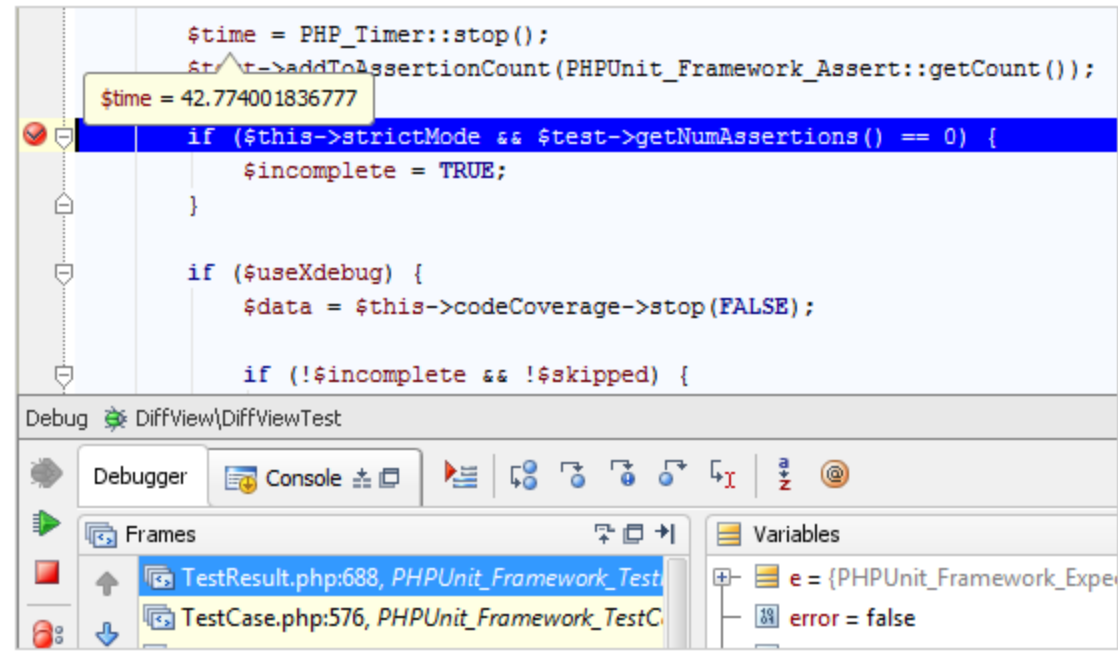 $time = PHP_Timer::stop();
->addToAssertionCount(PHPUnit_Framework_Assert::getCount());
$time = 42.774001836777
if ($this->strictMode && $test->getNumAssertions() == 0) {
$incomplete = TRUE;
}
if ($useXdebug) {
$data = $this->codeCoverage->stop(FALSE);
if (!$incomplete && !$skipped) {
Debug DiffView\DiffViewTest
Debugger Console
Frames
Variables
TestResult.php:688, PHPUnit_Framework_Test
e = {PHPUnit_Framework_Expe
TestCase.php:576, PHPUnit_Framework_TestC
error = false